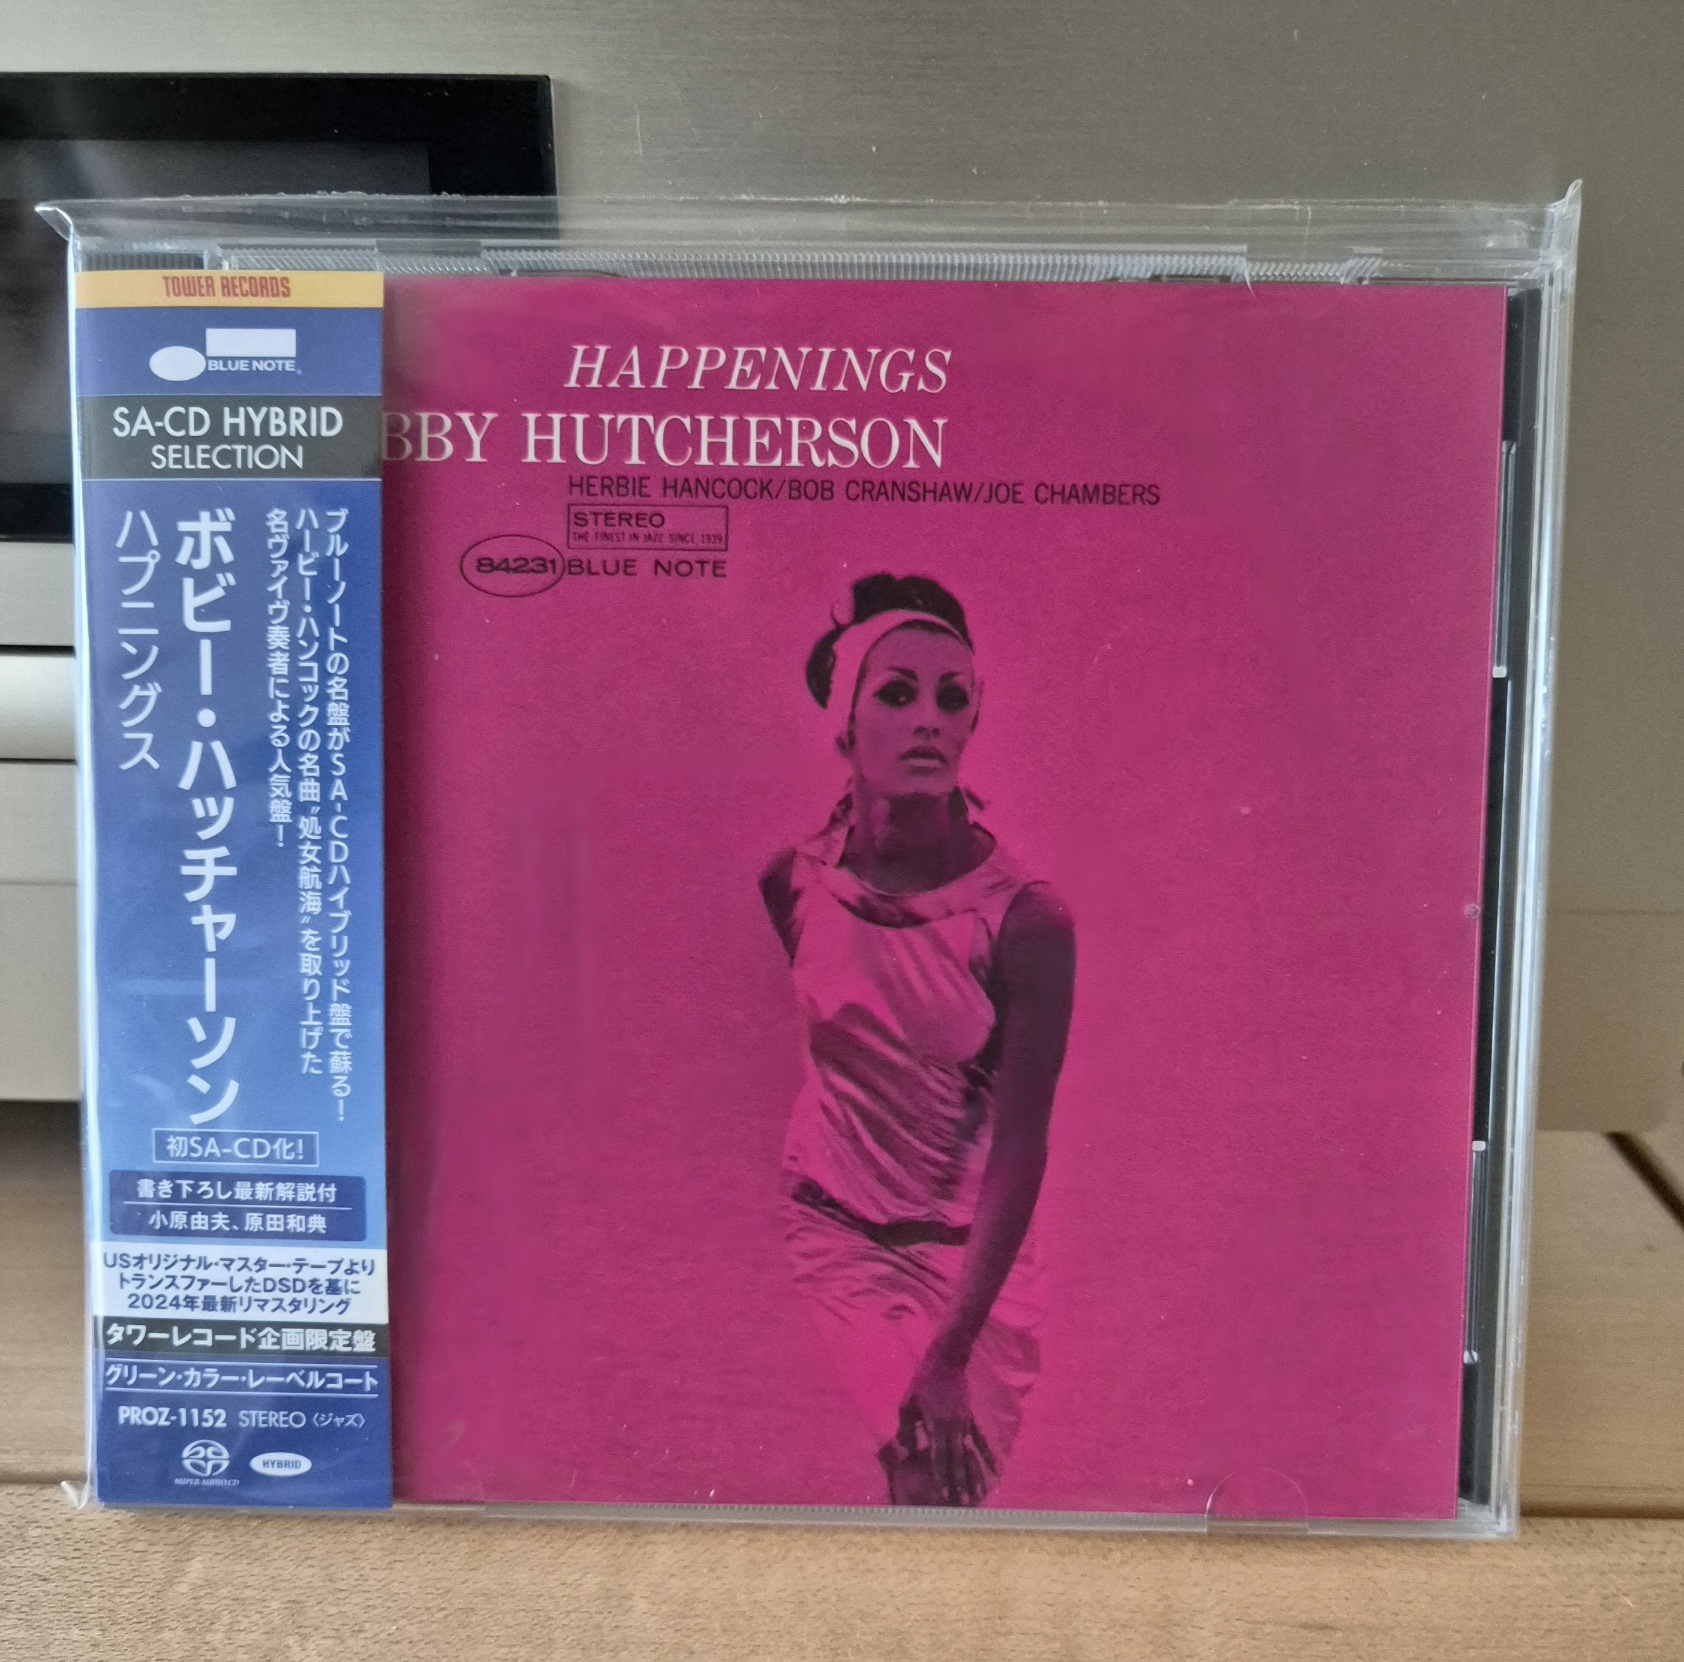 TOWER RECORDS
BLUE NOTE
SA-CD HYBRID
SELECTION
ブルーノートの名盤がSA-CDハイブリッド盤で蘇る！
ハービー・ハンコックの名曲“処女航海”を取り上げた
名ヴァイヴ奏者による人気盤！
ボビー・ハッチャーソン
ハプニングス
初SA-CD化!
書き下ろし最新解説付
小原由夫、原田和典
USオリジナル・マスター・テープより
トランスファーしたDSDを基に
2024年最新リマスタリング
タワーレコード企画限定盤
グリーン・カラー・レーベルコート
PROZ-1152 STEREO〈ジャズ〉
SUPER AUDIO CD
HYBRID
HAPPENINGS
BBY HUTCHERSON
HERBIE HANCOCK/BOB CRANSHAW/JOE CHAMBERS
STEREO
THE FINEST IN JAZZ SINCE 1939
84231 BLUE NOTE